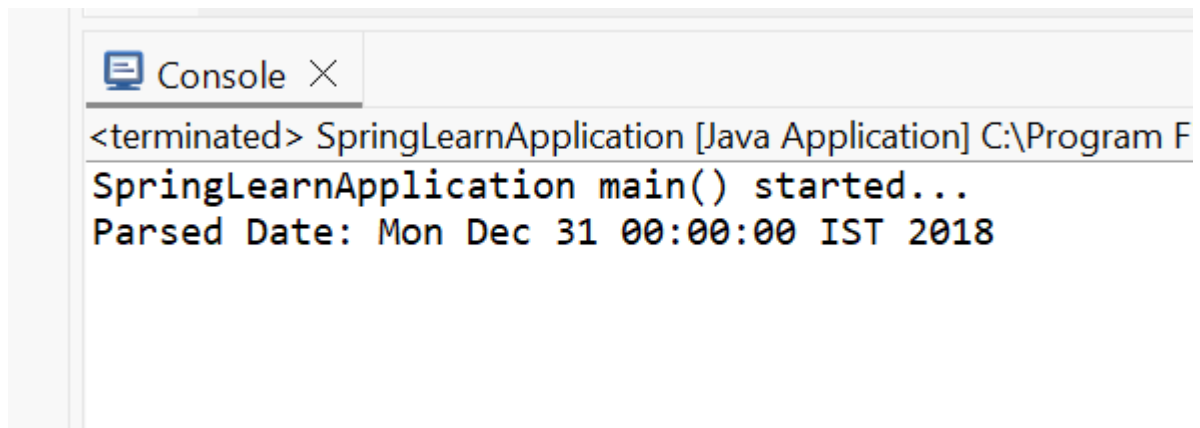 Console
<terminated> SpringLearnApplication [Java Application] C:\Program F
SpringLearnApplication main() started...
Parsed Date: Mon Dec 31 00:00:00 IST 2018